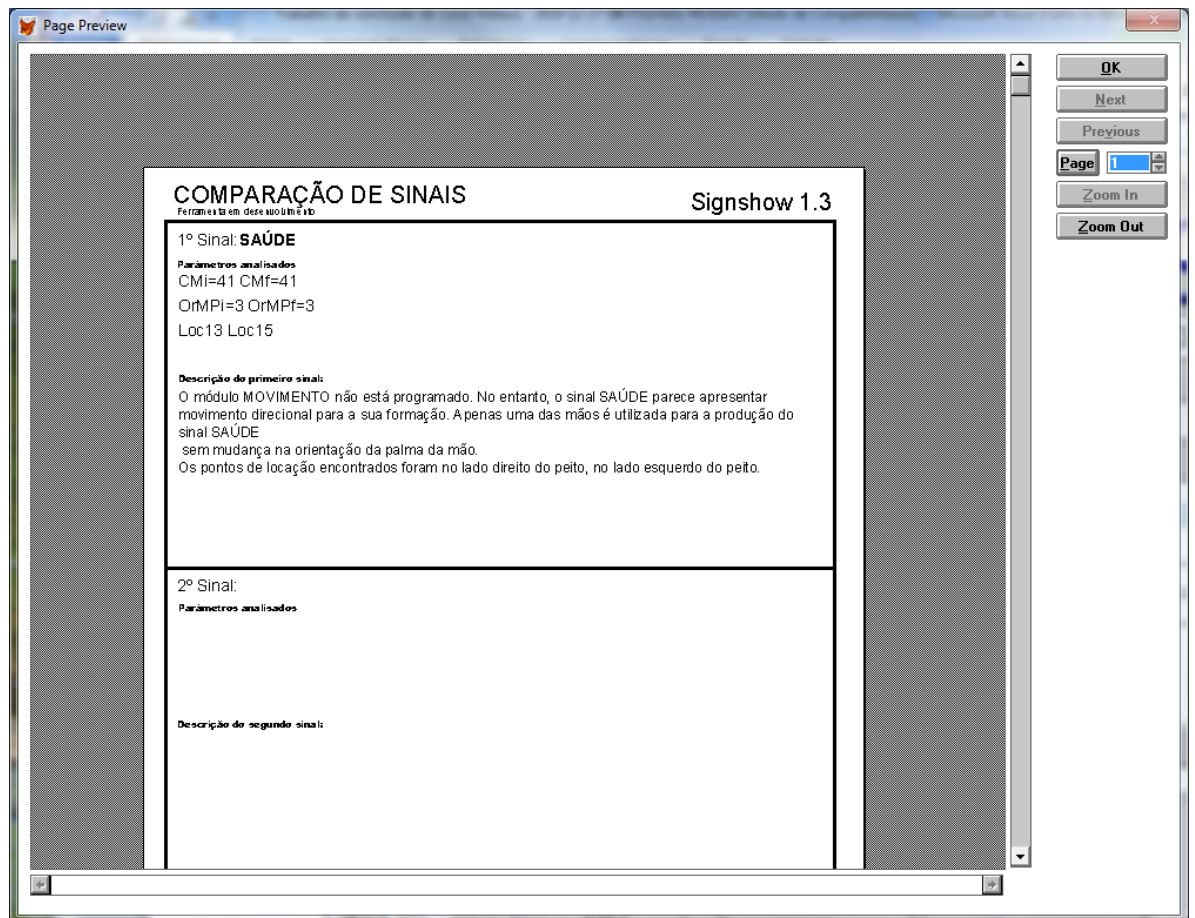 Page Preview
COMPARAÇÃO DE SINAIS
Ferramenta em desenvolvimento
Signshow 1.3
1º Sinal: SAÚDE
Parâmetros analisados
CMi=41 CMf=41
OrMPi=3 OrMPf=3
Loc13 Loc15
Descrição do primeiro sinal:
O módulo MOVIMENTO não está programado. No entanto, o sinal SAÚDE parece apresentar
movimento direcional para a sua formação. Apenas uma das mãos é utilizada para a produção do
sinal SAÚDE
sem mudança na orientação da palma da mão.
Os pontos de locação encontrados foram no lado direito do peito, no lado esquerdo do peito.
2º Sinal:
Parâmetros analisados
Descrição do segundo sinal:
OK
Next
Previous
Page 1
Zoom In
Zoom Out